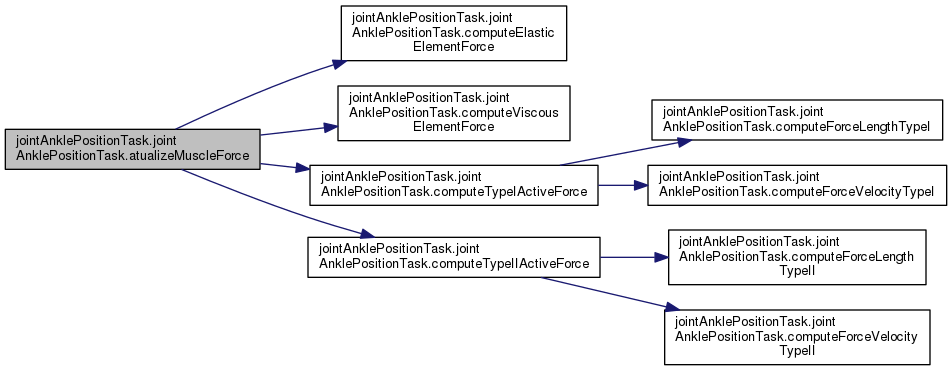 jointAnklePositionTask.joint
AnklePositionTask.atualizeMuscleForce
jointAnklePositionTask.joint
AnklePositionTask.computeElastic
ElementForce
jointAnklePositionTask.joint
AnklePositionTask.computeViscous
ElementForce
jointAnklePositionTask.joint
AnklePositionTask.computeTypeIActiveForce
jointAnklePositionTask.joint
AnklePositionTask.computeTypeIIActiveForce
jointAnklePositionTask.joint
AnklePositionTask.computeForceLengthTypeI
jointAnklePositionTask.joint
AnklePositionTask.computeForceVelocityTypeI
jointAnklePositionTask.joint
AnklePositionTask.computeForceLength
TypeII
jointAnklePositionTask.joint
AnklePositionTask.computeForceVelocity
TypeII